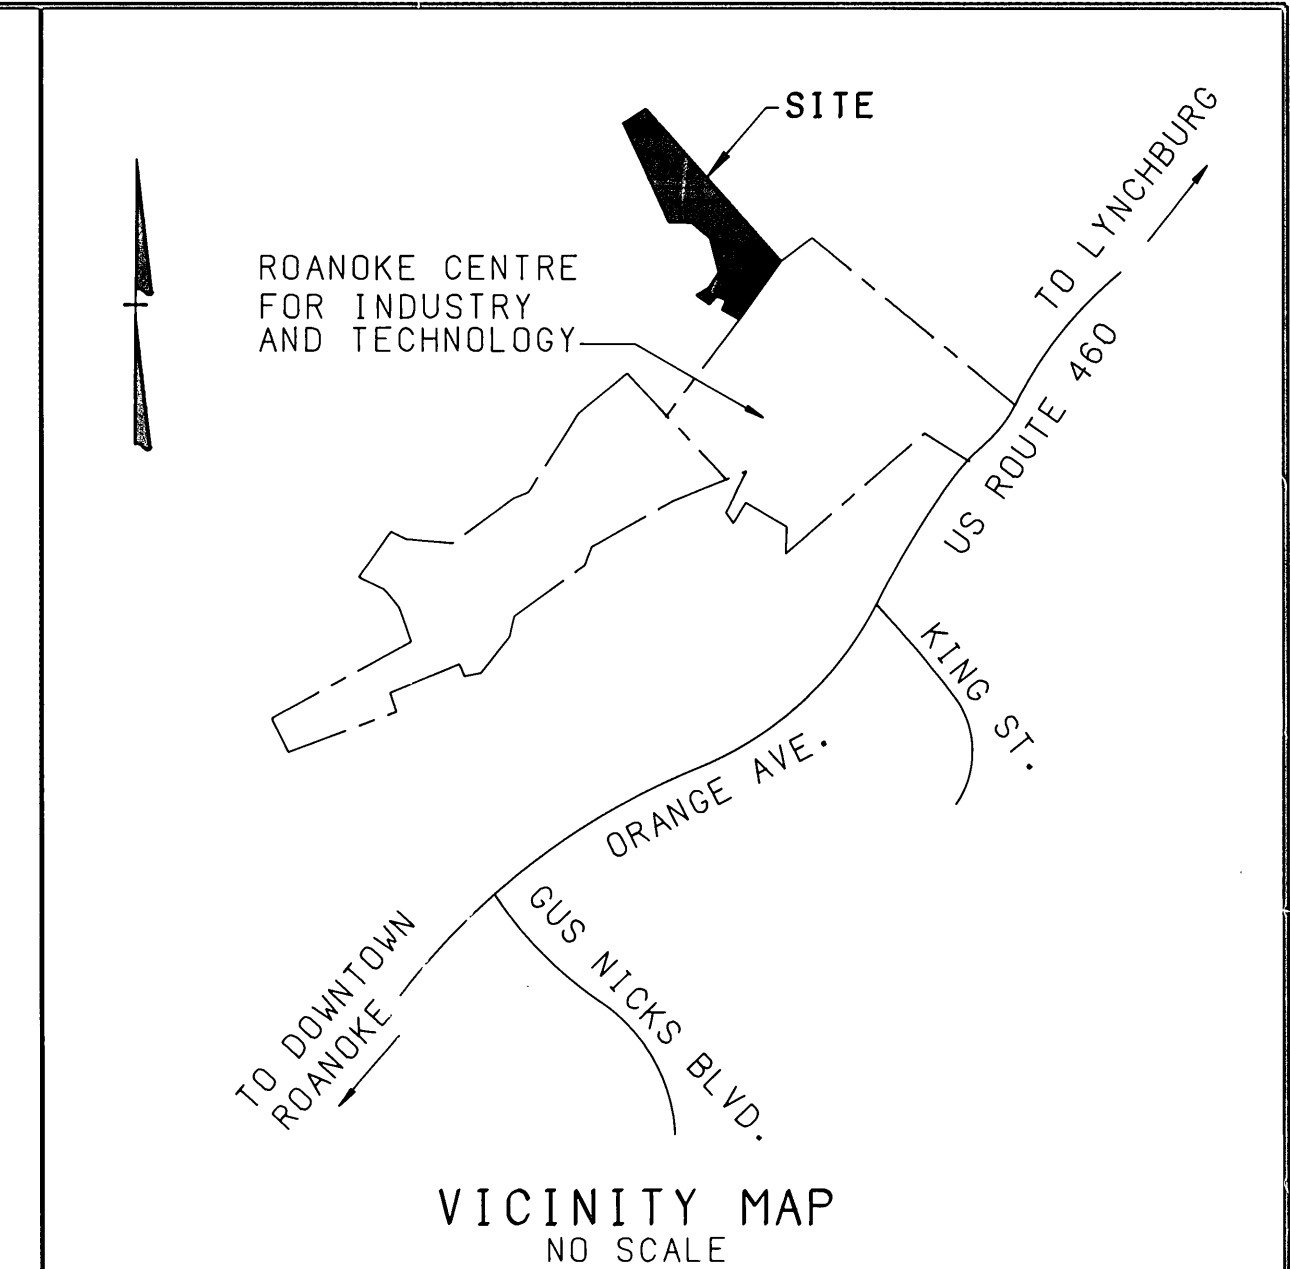 SITE
TO LYNCHBURG
ROANOKE CENTRE
FOR INDUSTRY
AND TECHNOLOGY
US ROUTE 460
KING ST.
ORANGE AVE.
GUS NICKS BLVD.
TO DOWNTOWN
ROANOKE
VICINITY MAP
NO SCALE